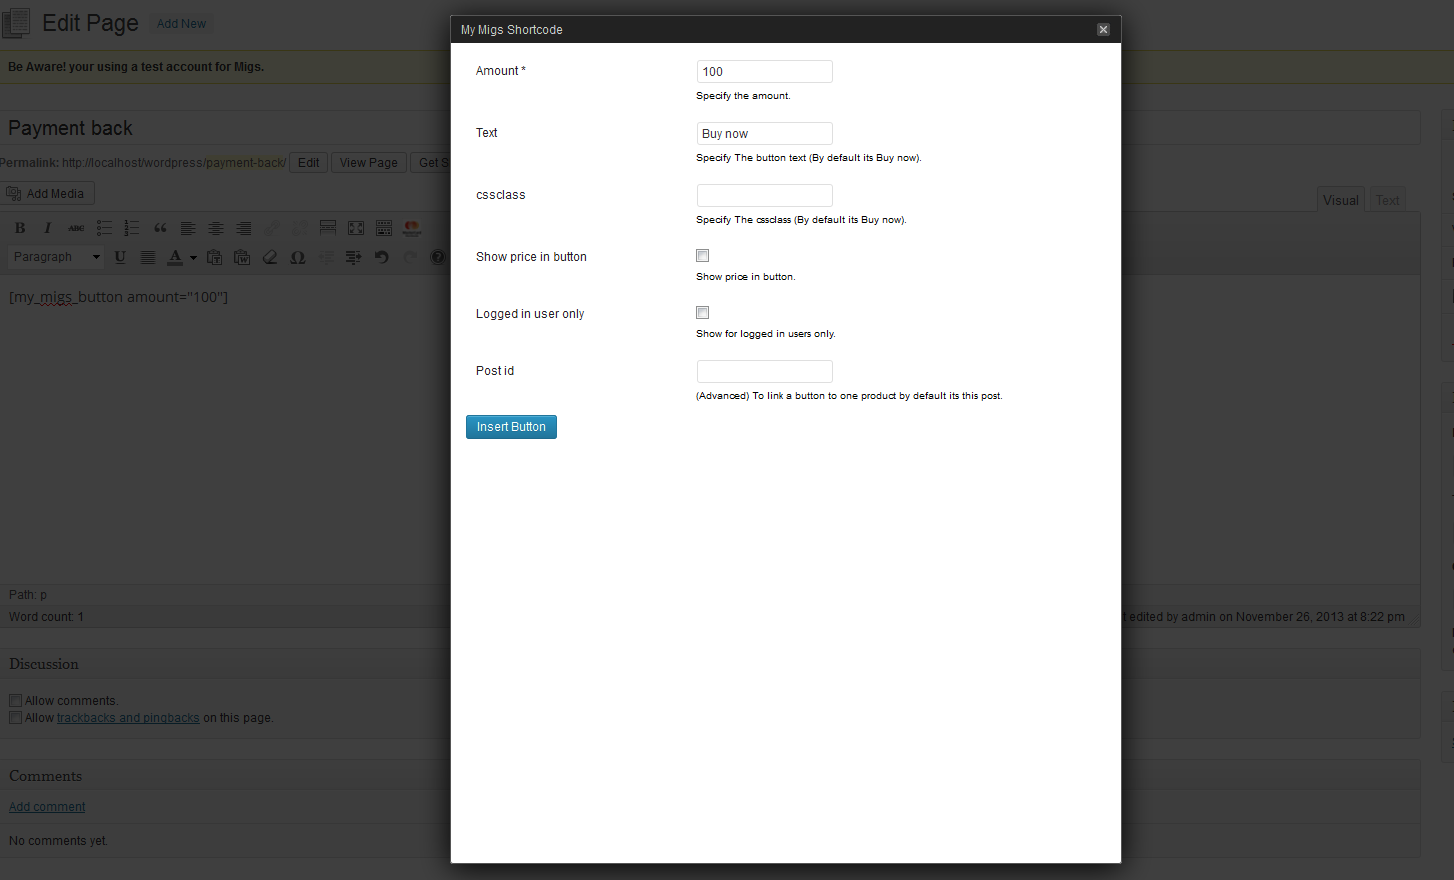 Edit Page Add New
Be Aware! your using a test account for Migs.
Payment back
Permalink: http://localhost/wordpress/payment-back/ Edit View Page Get S
Add Media
Visual Text
B I ABC
Paragraph U A Ω ?
[my_migs_button amount="100"]
Path: p
Word count: 1
edited by admin on November 26, 2013 at 8:22 pm
Discussion
Allow comments.
Allow trackbacks and pingbacks on this page.
Comments
Add comment
No comments yet.
My Migs Shortcode
Amount * 100
Specify the amount.
Text Buy now
Specify The button text (By default its Buy now).
cssclass
Specify The cssclass (By default its Buy now).
Show price in button
Show price in button.
Logged in user only
Show for logged in users only.
Post id
(Advanced) To link a button to one product by default its this post.
Insert Button